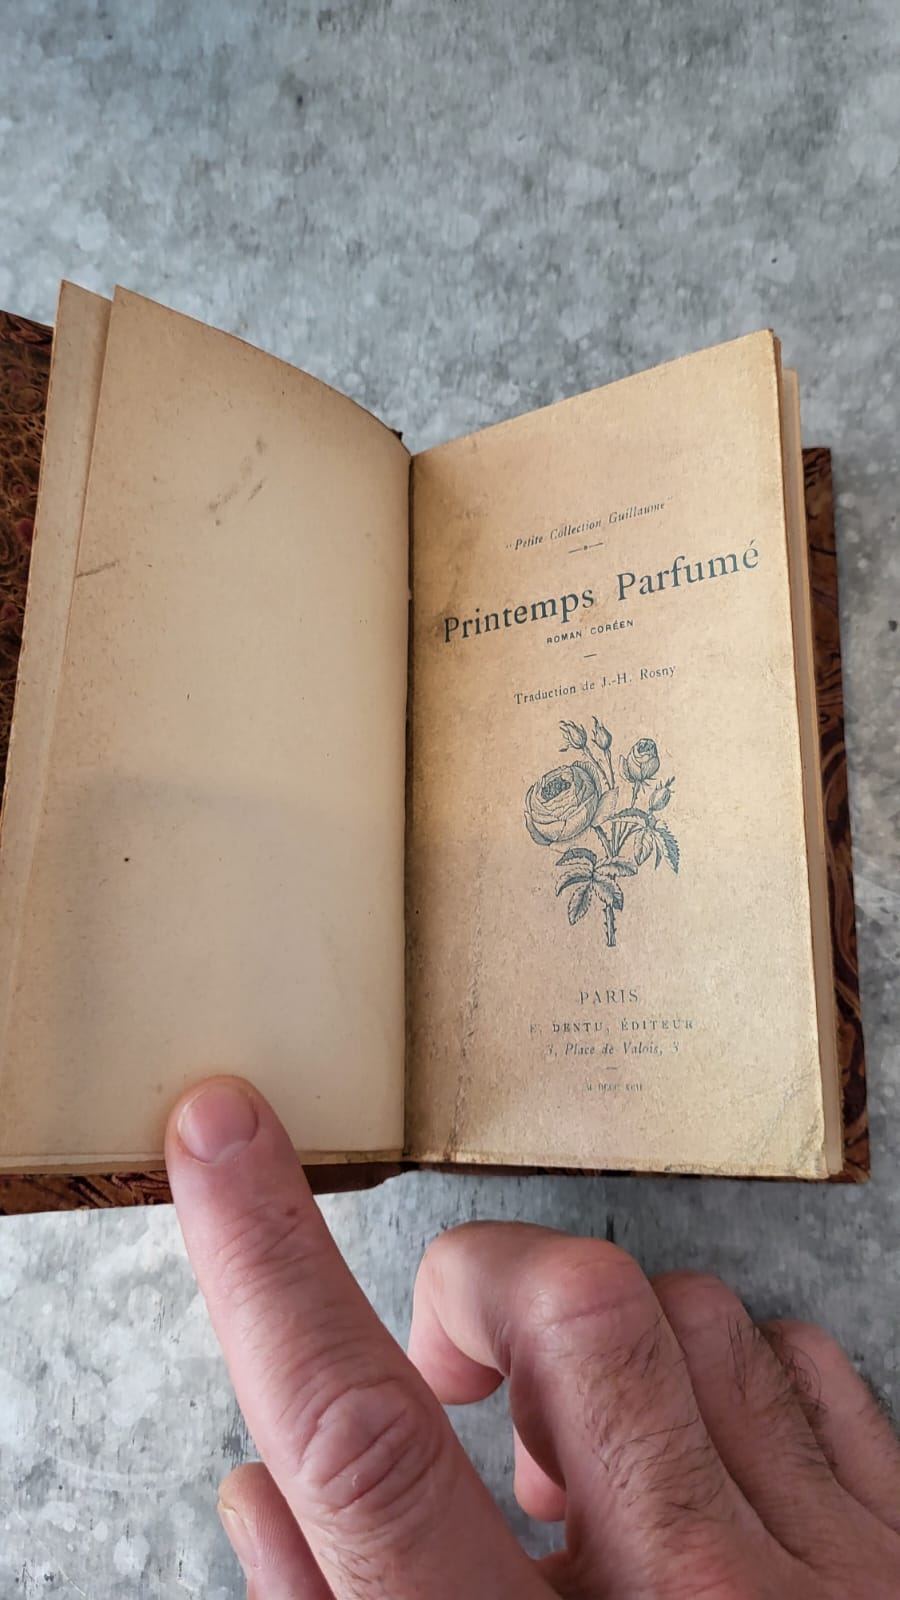 "Petite Collection Guillaume"
Printemps Parfumé
ROMAN CORÉEN
Traduction de J.-H. Rosny
PARIS
E. DENTU, ÉDITEUR
3, Place de Valois, 3
M DCCC XCII